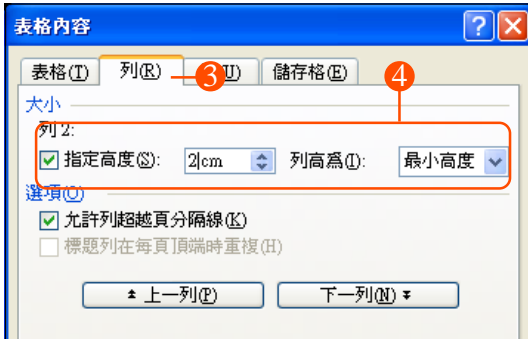 表格內容
表格(T) 列(R) 3 (U) 儲存格(E) 4
大小
列 2:
指定高度(S): 2cm 列高為(I): 最小高度
選項(O)
允許列超越頁分隔線(K)
標題列在每頁頂端時重複(H)
上一列(P) 下一列(N)